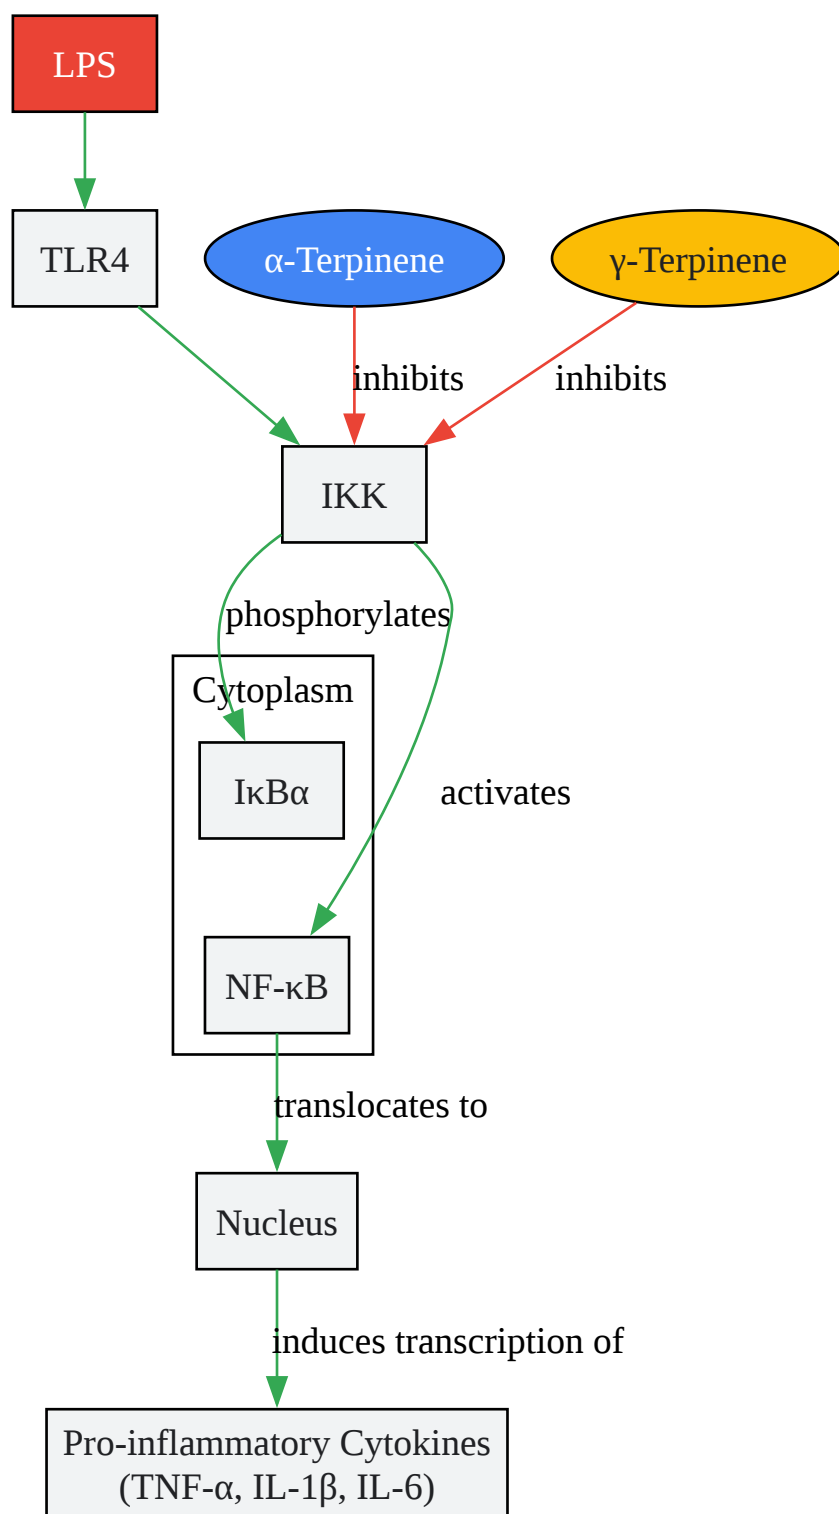 LPS
TLR4
α-Terpinene
γ-Terpinene
inhibits
inhibits
IKK
phosphorylates
Cytoplasm
IκBα
activates
NF-κB
translocates to
Nucleus
induces transcription of
Pro-inflammatory Cytokines
(TNF-α, IL-1β, IL-6)